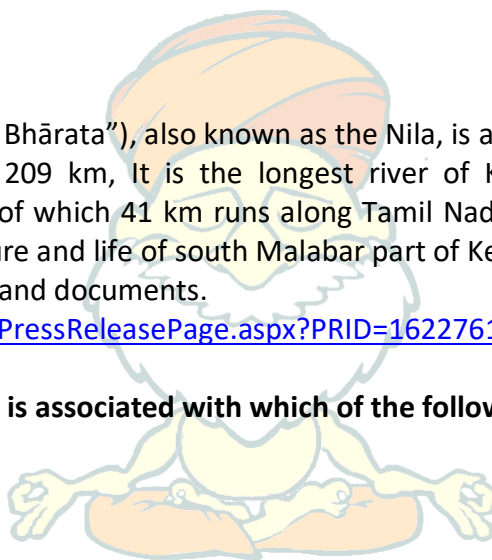 Bhārata”), also known as the Nila, is a
209 km, It is the longest river of
of which 41 km runs along Tamil Nad
ure and life of south Malabar part of Ke
and documents.
PressReleasePage.aspx?PRID=1622761
is associated with which of the follow